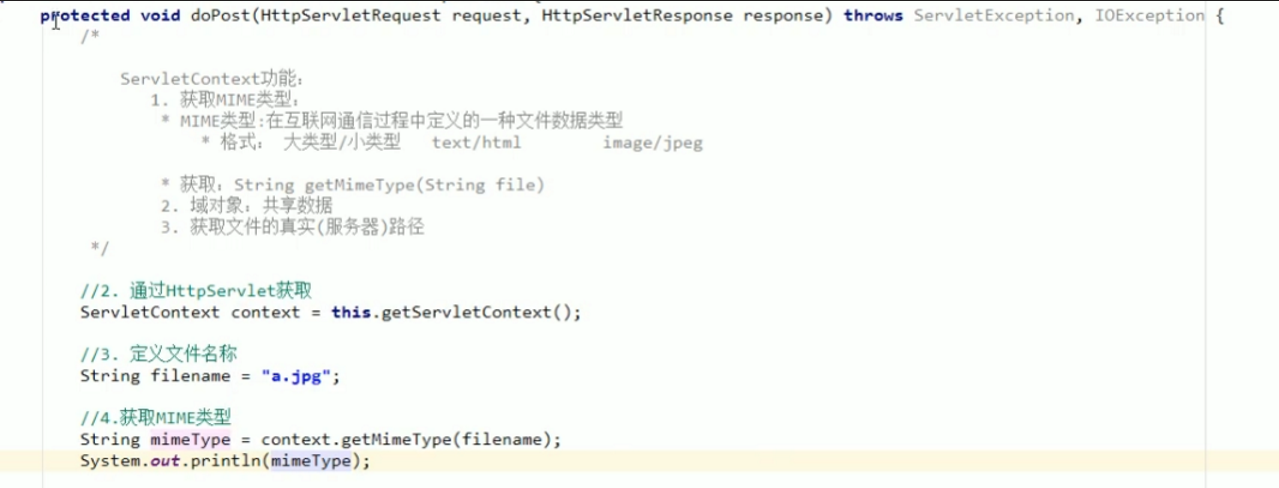 protected void doPost(HttpServletRequest request, HttpServletResponse response) throws ServletException, IOException {
/*
ServletContext功能：
1. 获取MIME类型：
* MIME类型:在互联网通信过程中定义的一种文件数据类型
* 格式： 大类型/小类型 text/html image/jpeg
* 获取：String getMimeType(String file)
2. 域对象：共享数据
3. 获取文件的真实(服务器)路径
*/
//2. 通过HttpServlet获取
ServletContext context = this.getServletContext();
//3. 定义文件名称
String filename = "a.jpg";
//4.获取MIME类型
String mimeType = context.getMimeType(filename);
System.out.println(mimeType);